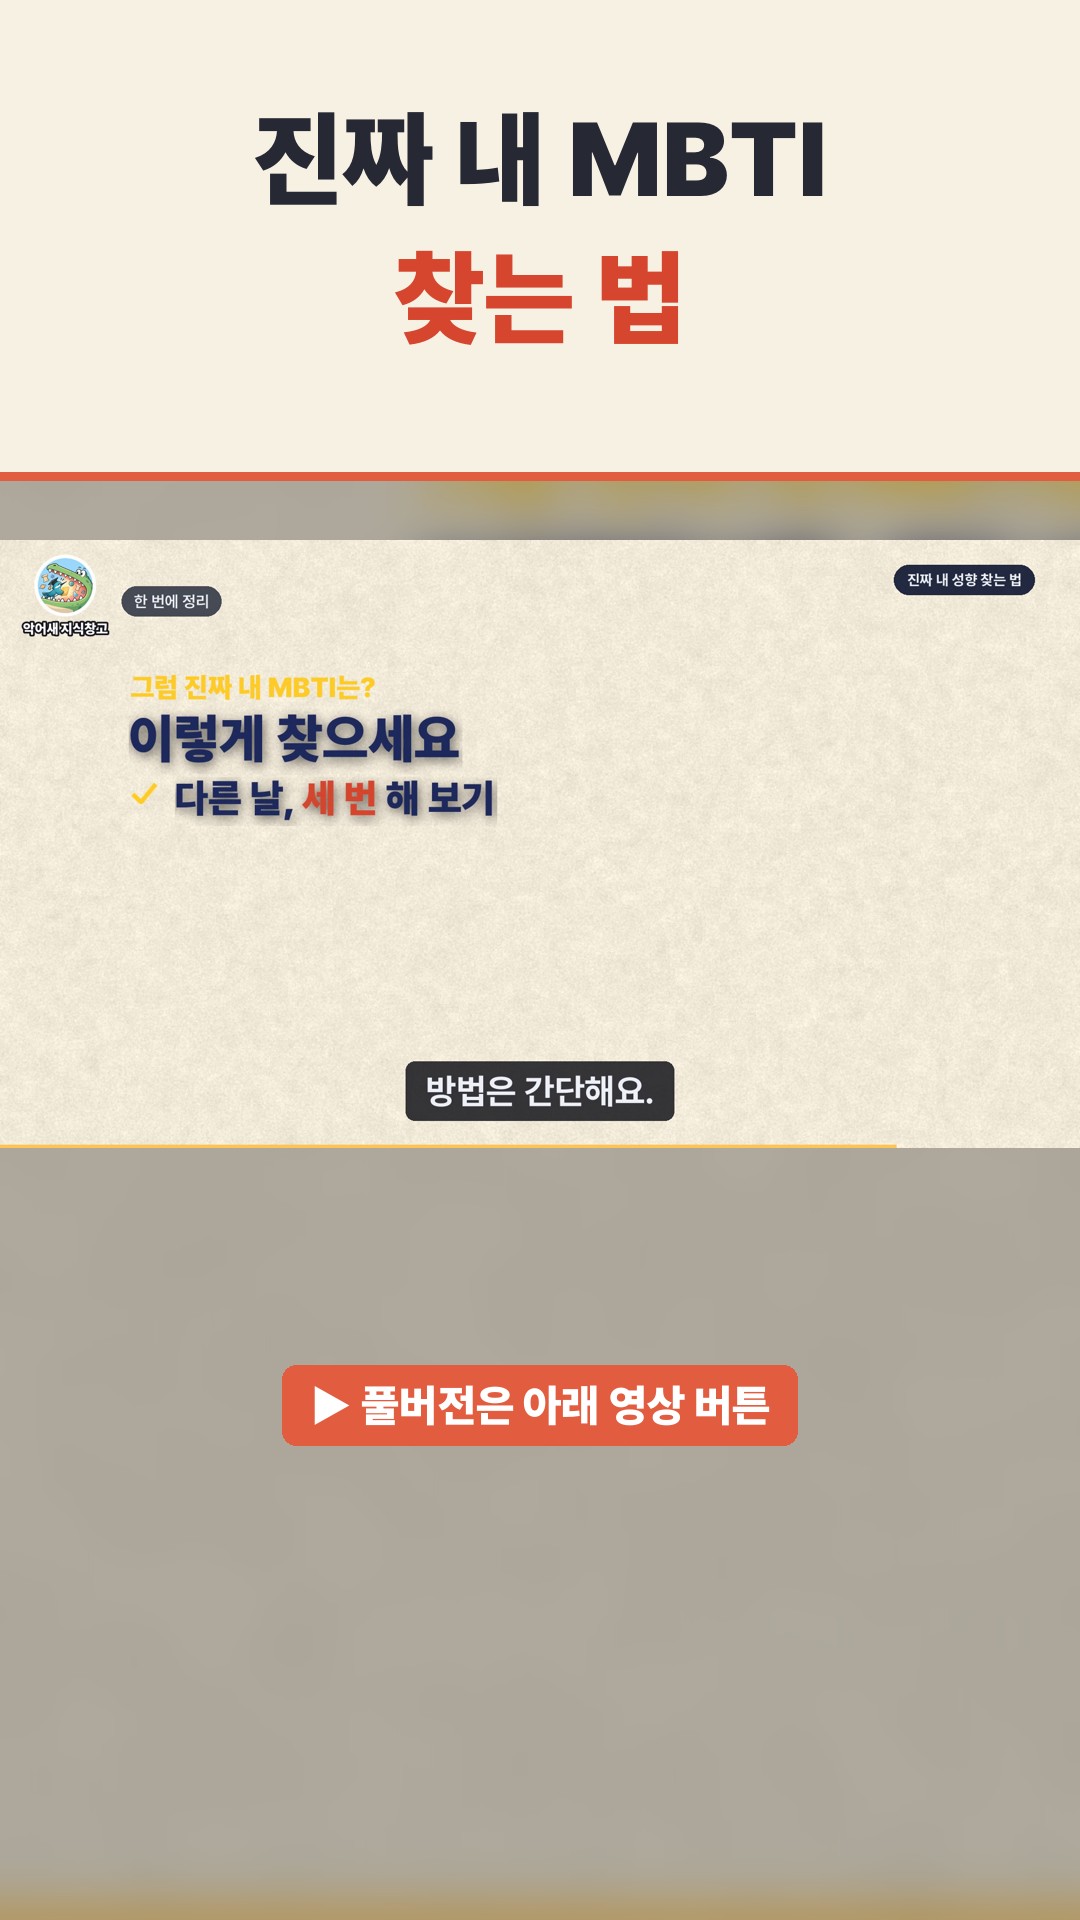 진짜 내 MBTI
찾는 법
악어새 지식창고
한 번에 정리
진짜 내 성향 찾는 법
그럼 진짜 내 MBTI는?
이렇게 찾으세요
✓ 다른 날, 세 번 해 보기
방법은 간단해요.
▶ 풀버전은 아래 영상 버튼